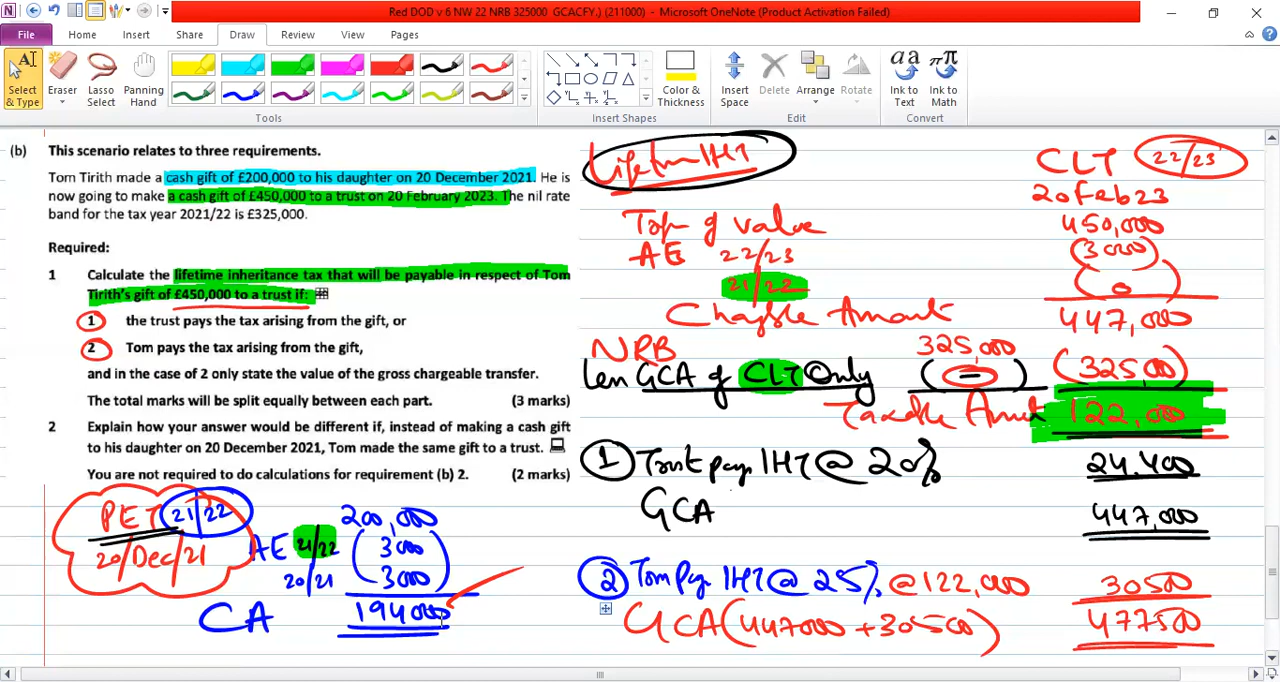 Red DOD v 6 NW 22 NRB 325000 GCACFY.) (211000) - Microsoft OneNote (Product Activation Failed)
File Home Insert Share Draw Review View Pages
Select & Type
Eraser
Lasso Select
Panning Hand
Color & Thickness
Insert Space
Delete
Arrange
Rotate
Ink to Text
Ink to Math
Tools
Insert Shapes
Edit
Convert
(b) This scenario relates to three requirements.
Tom Tirith made a cash gift of £200,000 to his daughter on 20 December 2021. He is
now going to make a cash gift of £450,000 to a trust on 20 February 2023. The nil rate
band for the tax year 2021/22 is £325,000.
Required:
1 Calculate the lifetime inheritance tax that will be payable in respect of Tom
Tirith's gift of £450,000 to a trust if:
1 the trust pays the tax arising from the gift, or
2 Tom pays the tax arising from the gift,
and in the case of 2 only state the value of the gross chargeable transfer.
The total marks will be split equally between each part. (3 marks)
2 Explain how your answer would be different if, instead of making a cash gift
to his daughter on 20 December 2021, Tom made the same gift to a trust.
You are not required to do calculations for requirement (b) 2. (2 marks)
PET 21/22
20/Dec/21
200,000
AE 21/22 (3000
20/21 3000)
CA 194000
IHT
CLT 22/23
20Feb23
of value 450,000
AE 22/23 (3000)
21/22 (0)
Amount 447,000
NRB 325,000
GCA of CLT Only (-) (32500)
122,000
1 Trust pays IHT @ 20% 24,400
GCA 447,000
2 Tom Pay IHT @ 25% @122,000 30500
GCA (447000 + 30500) 477500